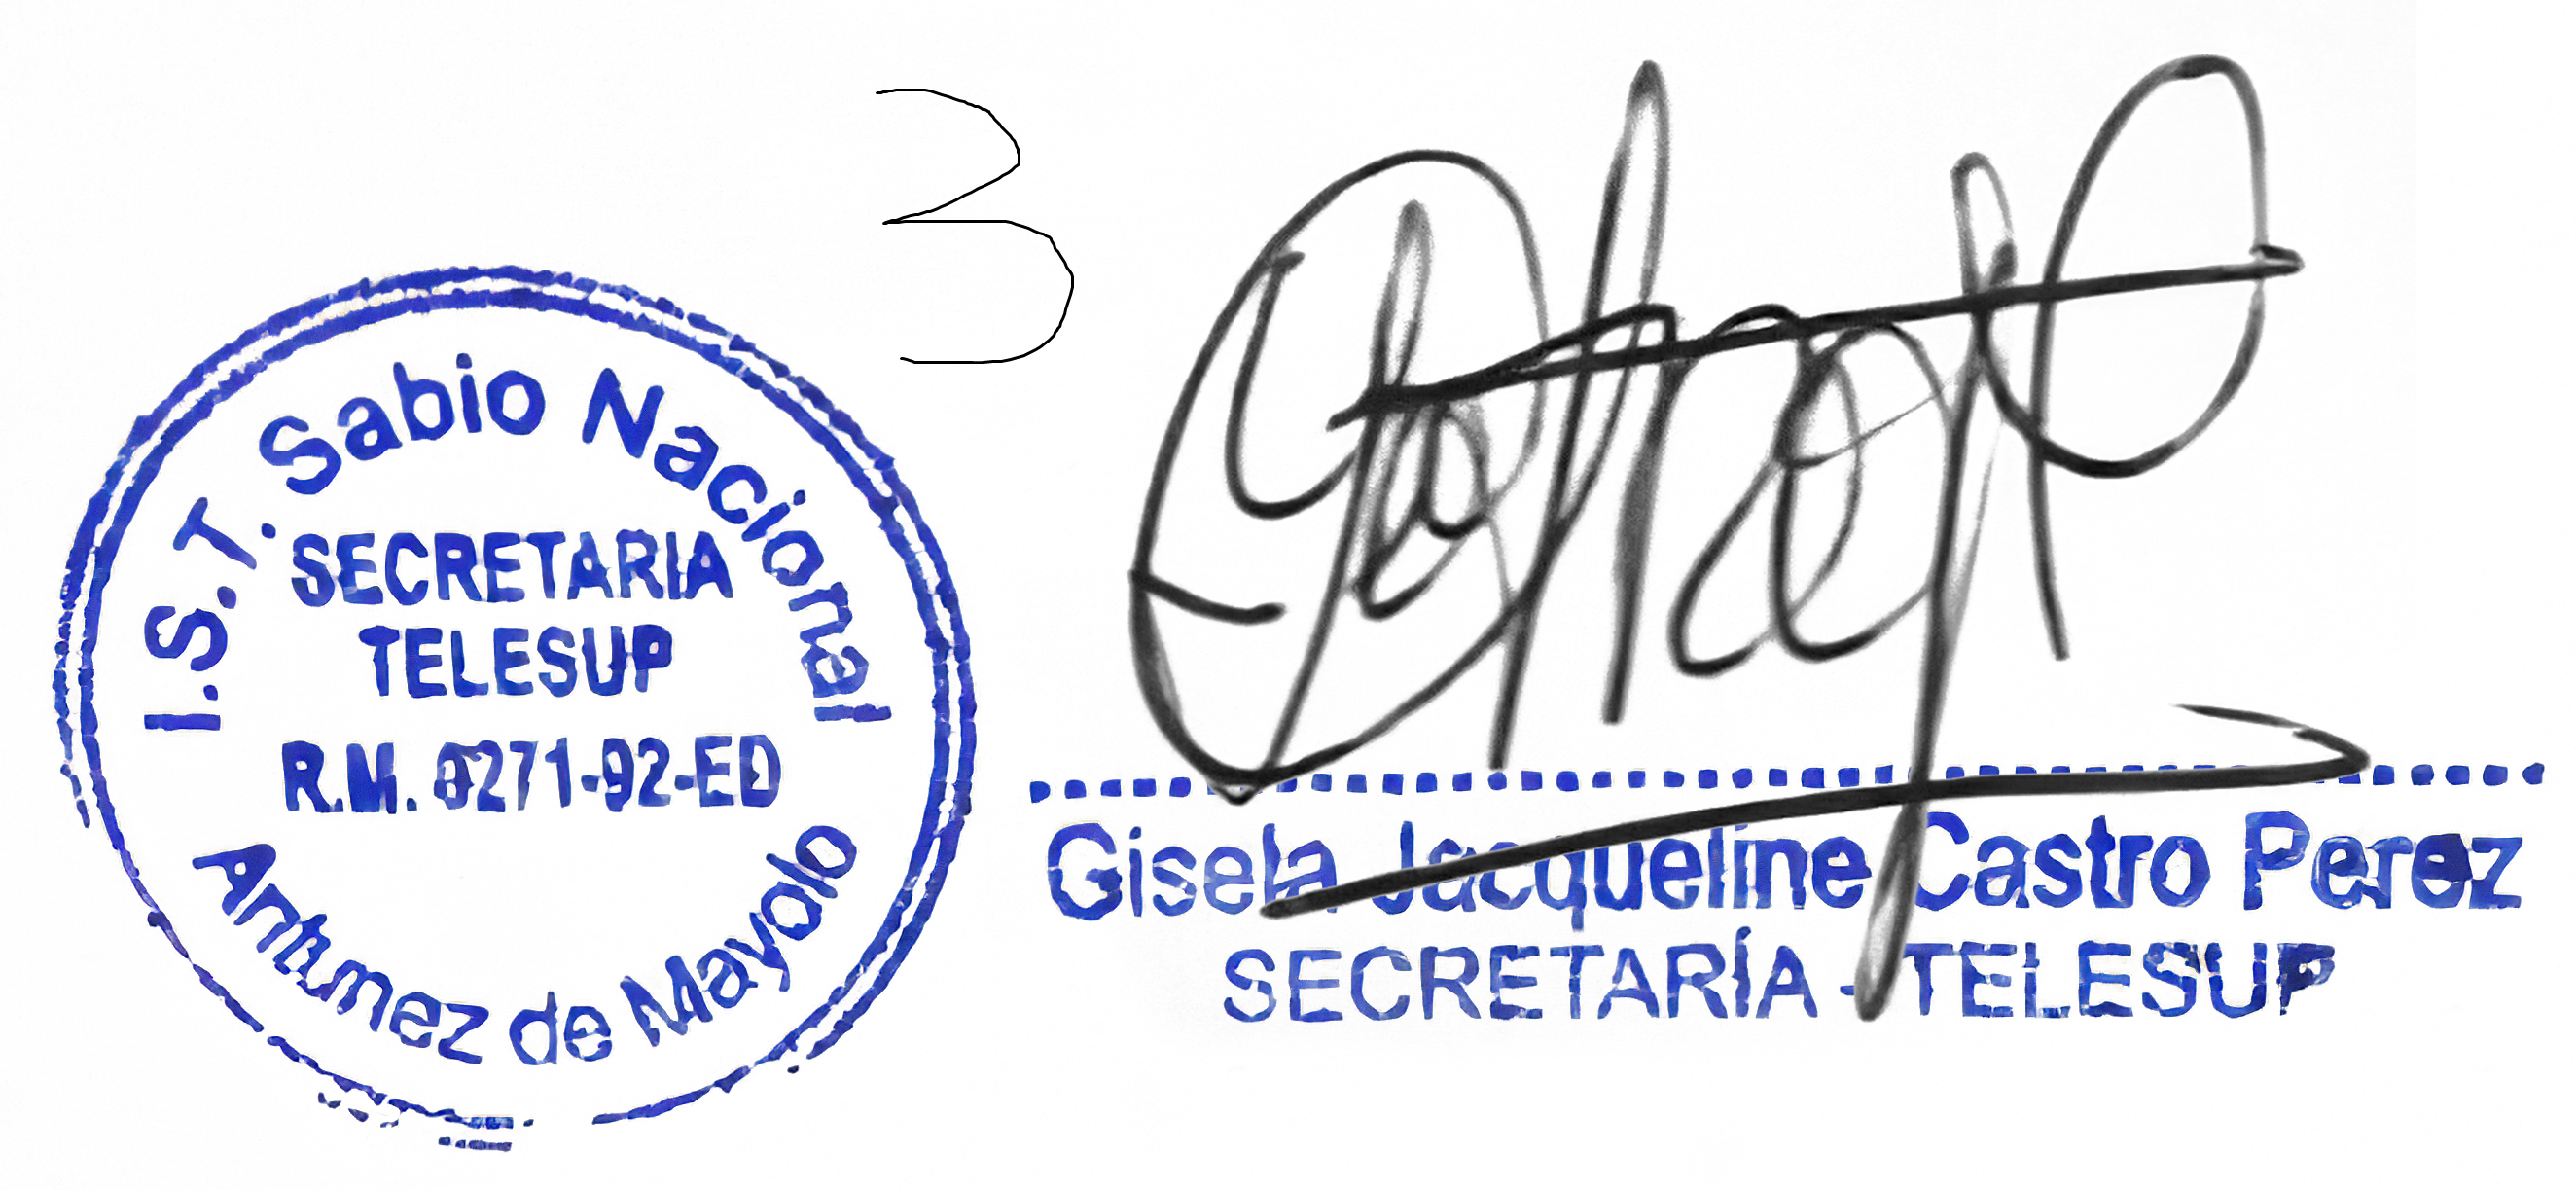 3
I.S.T. Sabio Nacional
SECRETARIA
TELESUP
R.M. 0271-92-ED
Antunez de Mayolo
Gisela Jacqueline Castro Perez
SECRETARÍA - TELESUP